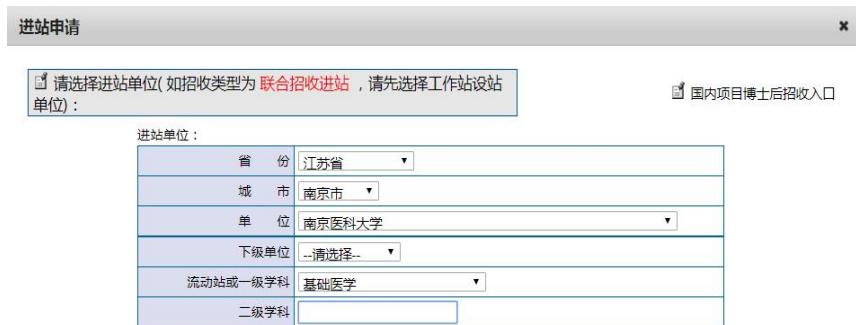 进站申请
请选择进站单位( 如招收类型为 联合招收进站 ，请先选择工作站设站
单位)：
国内项目博士后招收入口
进站单位：
省 份 江苏省
城 市 南京市
单 位 南京医科大学
下级单位 --请选择--
流动站或一级学科 基础医学
二级学科